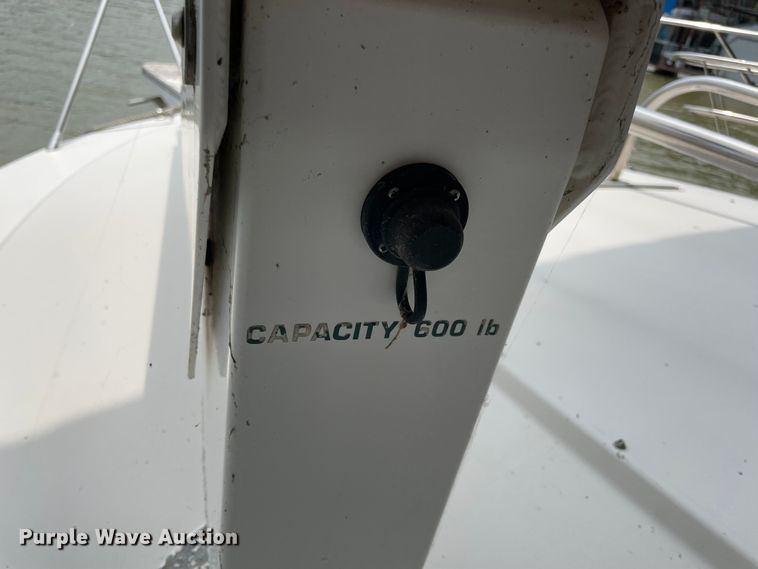 CAPACITY 600 lb
Purple Wave Auction